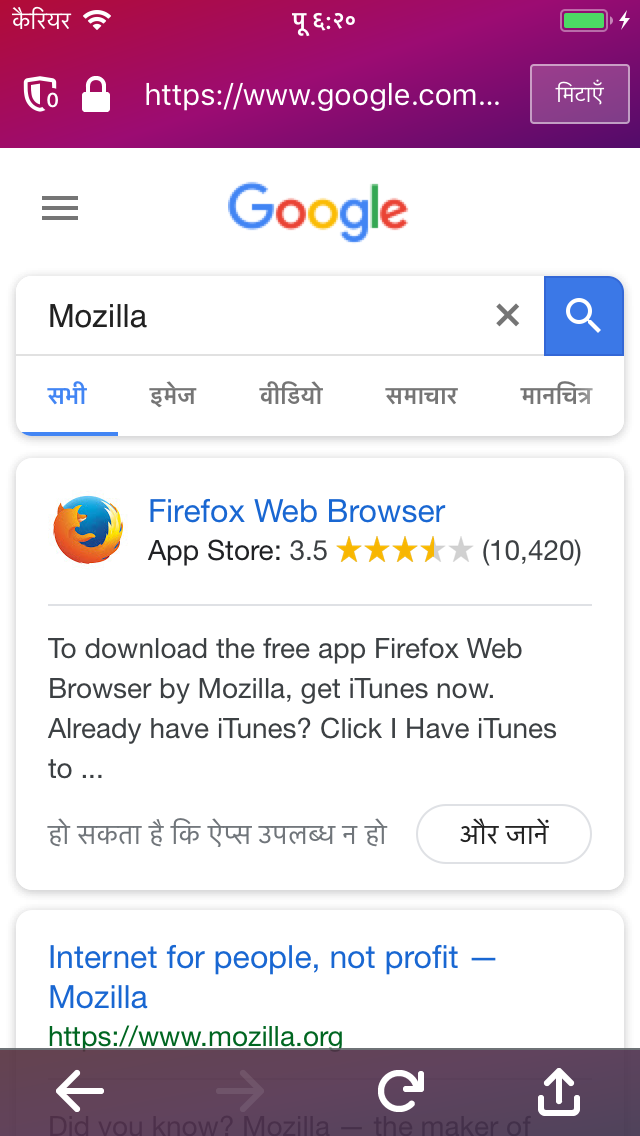 कैरियर पू ६:२०
0 https://www.google.com... मिटाएँ
Google
Mozilla
सभी इमेज वीडियो समाचार मानचित्र
Firefox Web Browser
App Store: 3.5 (10,420)
To download the free app Firefox Web
Browser by Mozilla, get iTunes now.
Already have iTunes? Click I Have iTunes
to ...
हो सकता है कि ऐप्स उपलब्ध न हो और जानें
Internet for people, not profit —
Mozilla
https://www.mozilla.org
Did you know? Mozilla — the maker of